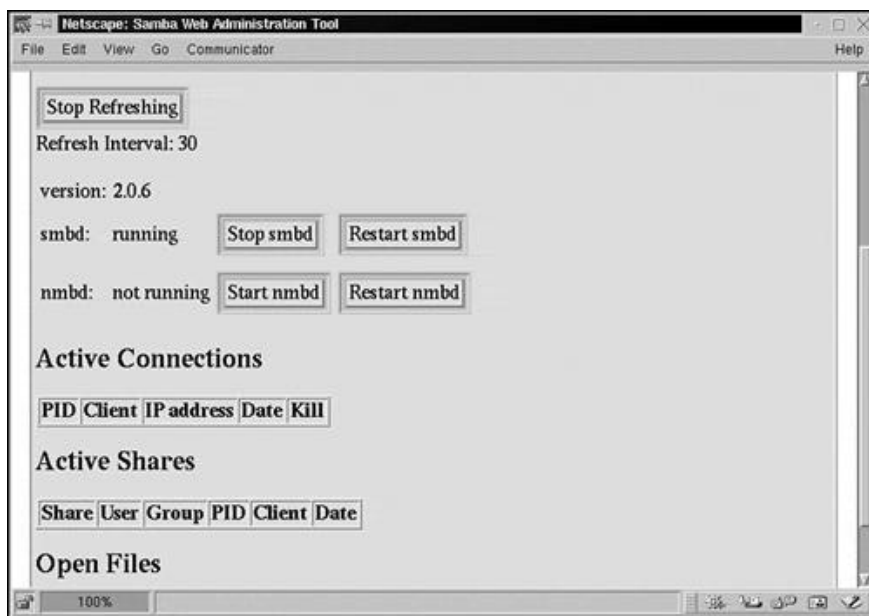 Netscape: Samba Web Administration Tool
File Edit View Go Communicator Help
Stop Refreshing
Refresh Interval: 30
version: 2.0.6
smbd: running Stop smbd Restart smbd
nmbd: not running Start nmbd Restart nmbd
Active Connections
PID Client IP address Date Kill
Active Shares
Share User Group PID Client Date
Open Files
100%